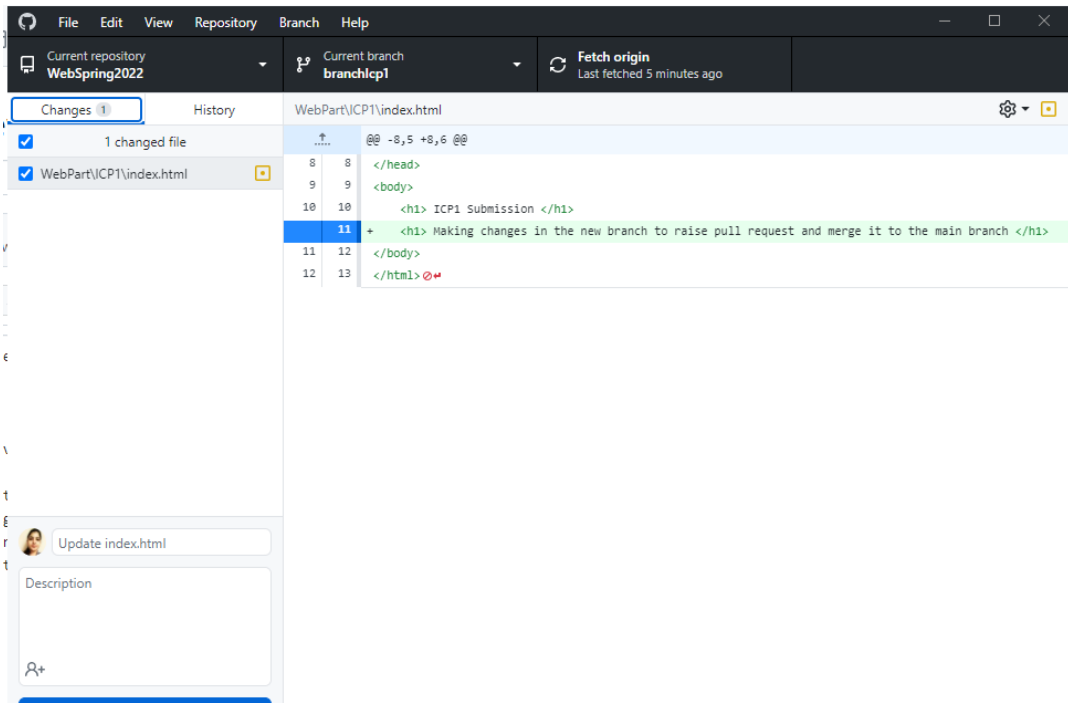 File Edit View Repository Branch Help
Current repository
WebSpring2022
Current branch
branchIcp1
Fetch origin
Last fetched 5 minutes ago
Changes 1
History
WebPart\ICP1\index.html
1 changed file
WebPart\ICP1\index.html
@@ -8,5 +8,6 @@
8 8 </head>
9 9 <body>
10 10 <h1> ICP1 Submission </h1>
11 + <h1> Making changes in the new branch to raise pull request and merge it to the main branch </h1>
11 12 </body>
12 13 </html>
Update index.html
Description